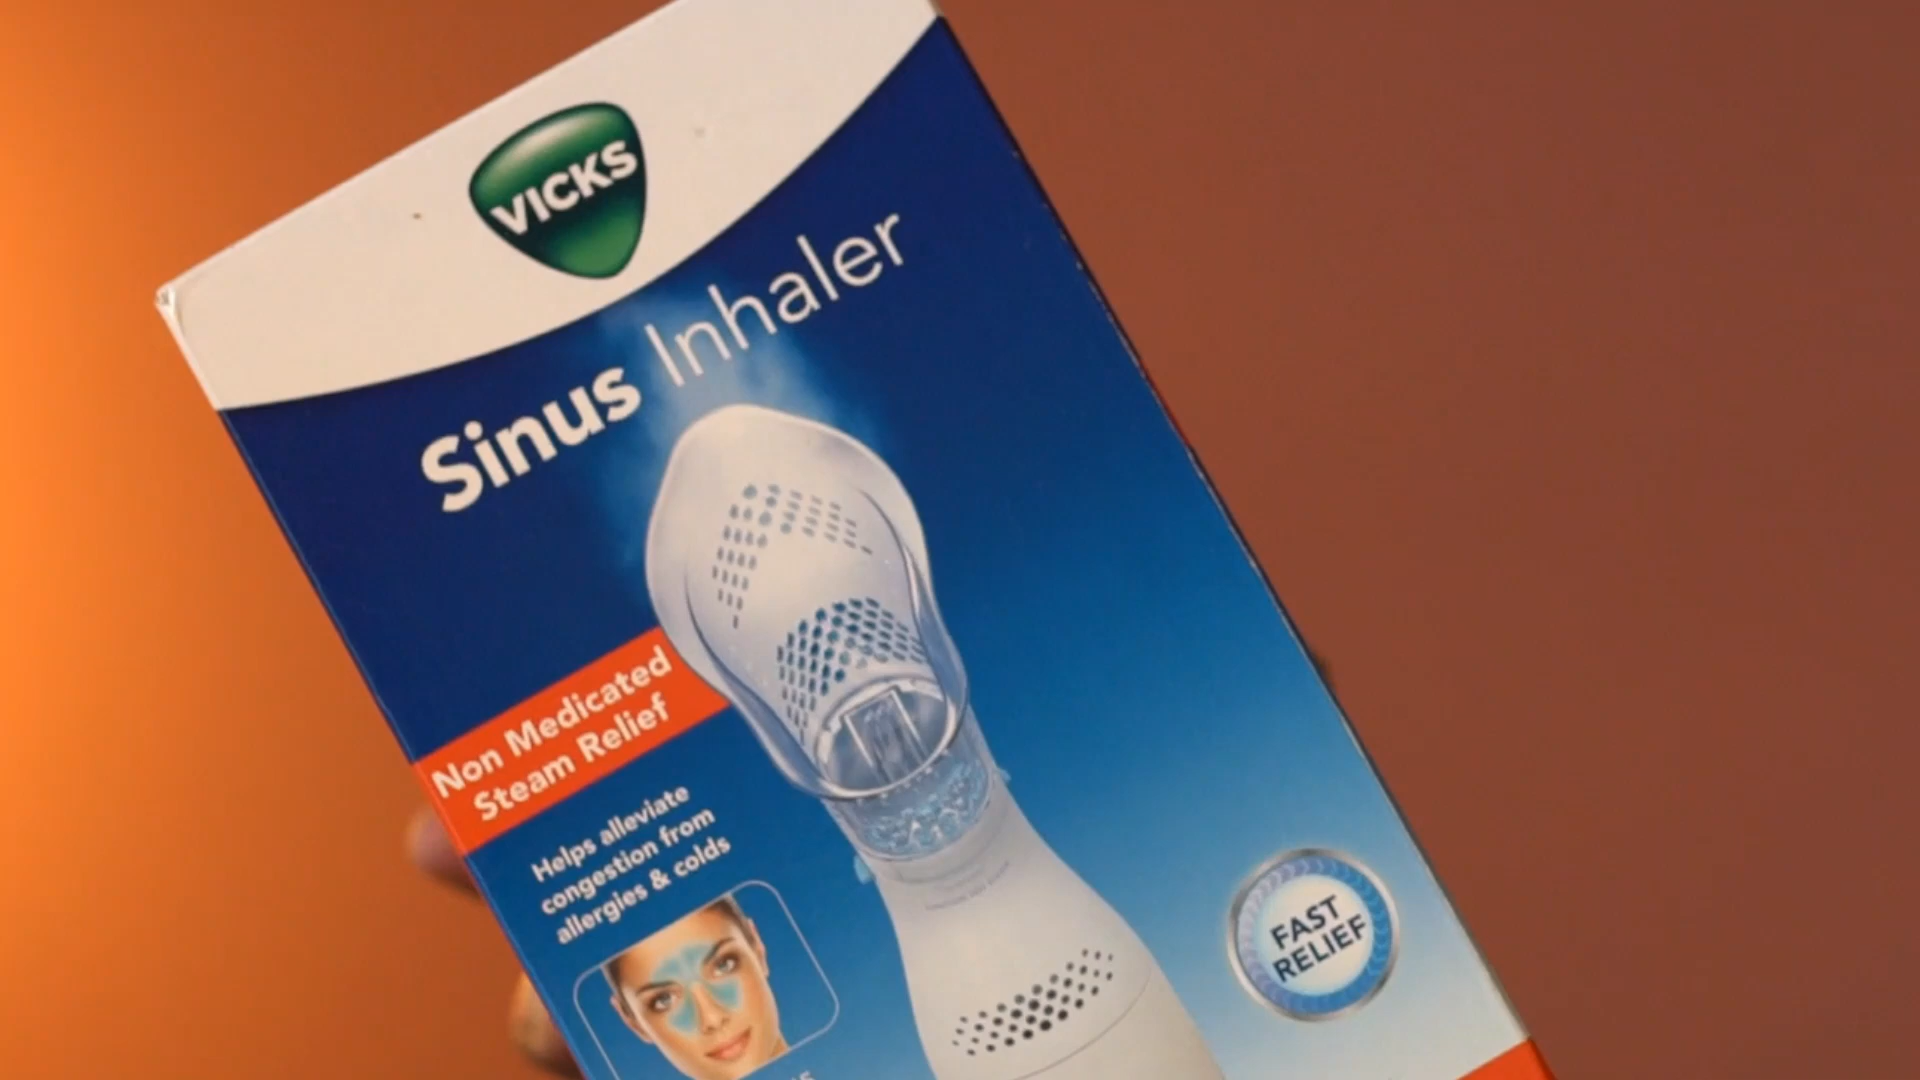 VICKS
Sinus Inhaler
Non Medicated
Steam Relief
Helps alleviate
congestion from
allergies & colds
FAST
RELIEF